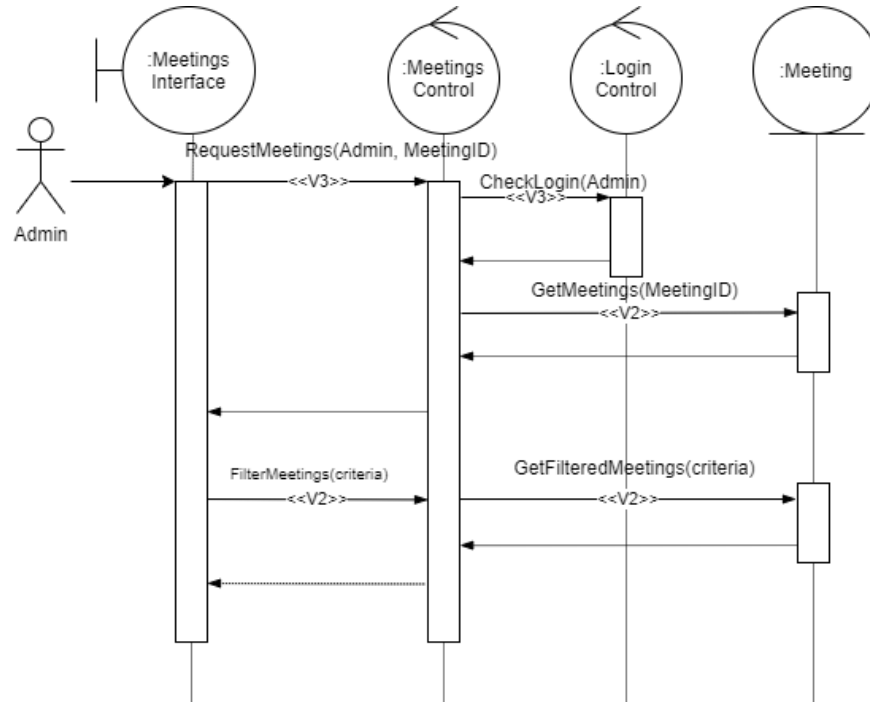 :Meetings
Interface
:Meetings
Control
:Login
Control
:Meeting
Admin
RequestMeetings(Admin, MeetingID)
<<V3>>
CheckLogin(Admin)
<<V3>>
GetMeetings(MeetingID)
<<V2>>
FilterMeetings(criteria)
<<V2>>
GetFilteredMeetings(criteria)
<<V2>>